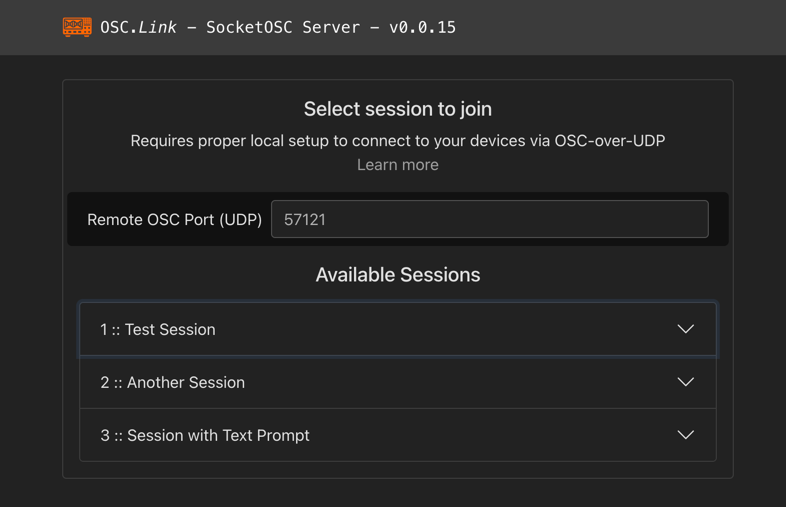 OSC.Link – SocketOSC Server – v0.0.15
Select session to join
Requires proper local setup to connect to your devices via OSC-over-UDP
Learn more
Remote OSC Port (UDP) 57121
Available Sessions
1 :: Test Session
2 :: Another Session
3 :: Session with Text Prompt